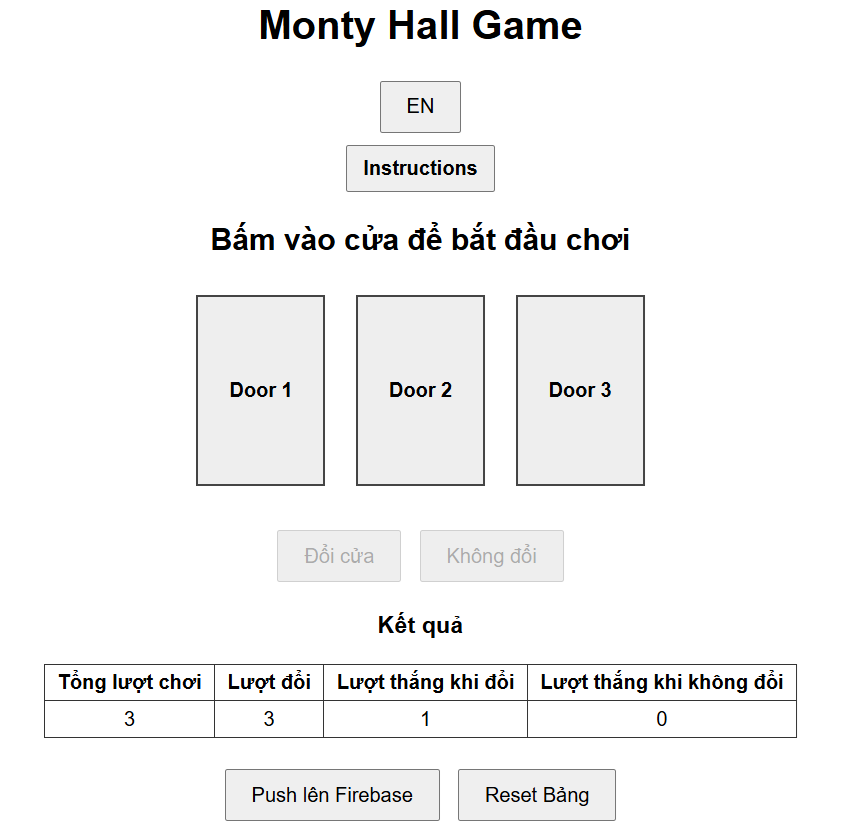 Monty Hall Game
EN
Instructions
Bấm vào cửa để bắt đầu chơi
Door 1 Door 2 Door 3
Đổi cửa Không đổi
Kết quả
Tổng lượt chơi Lượt đổi Lượt thắng khi đổi Lượt thắng khi không đổi
3 3 1 0
Push lên Firebase Reset Bảng